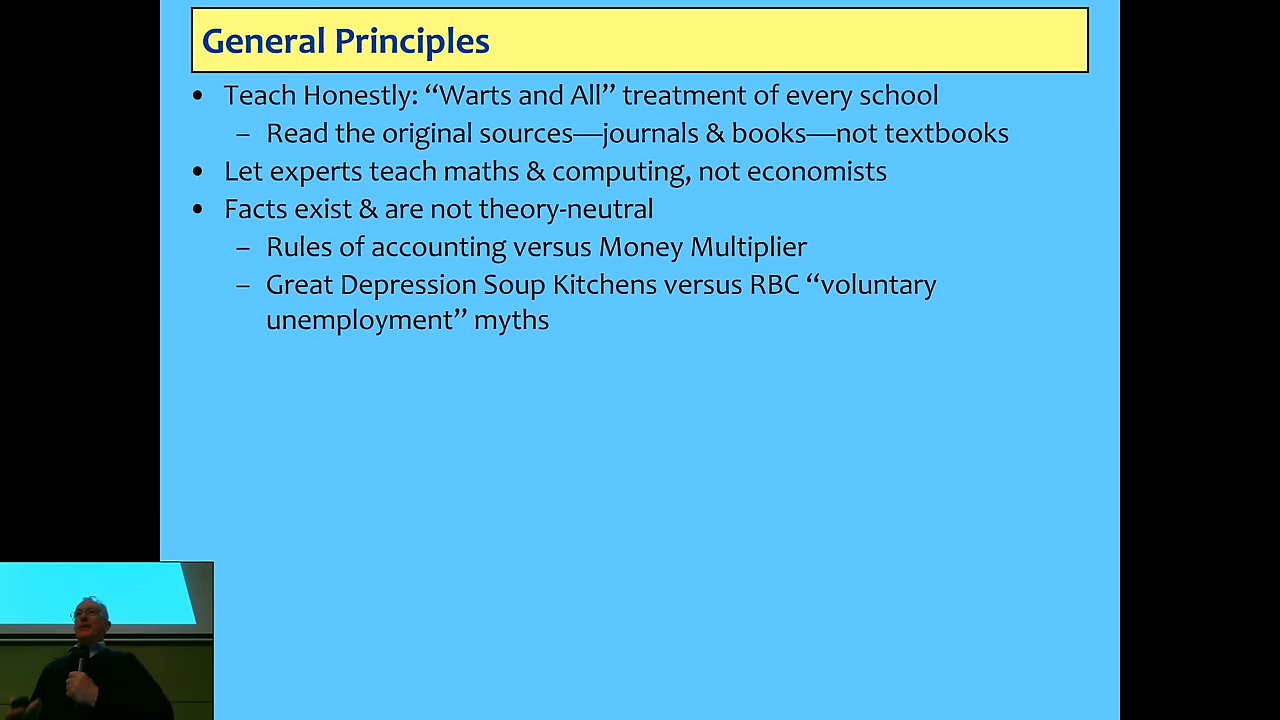 General Principles
• Teach Honestly: “Warts and All” treatment of every school
– Read the original sources—journals & books—not textbooks
• Let experts teach maths & computing, not economists
• Facts exist & are not theory-neutral
– Rules of accounting versus Money Multiplier
– Great Depression Soup Kitchens versus RBC “voluntary
unemployment” myths